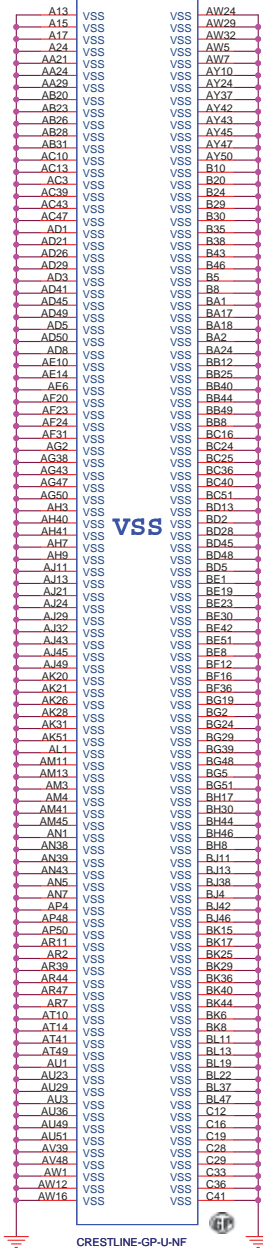 A13 VSS VSS AW24
A15 VSS VSS AW29
A17 VSS VSS AW32
A24 VSS VSS AW5
AA21 VSS VSS AW7
AA24 VSS VSS AY10
AA29 VSS VSS AY24
AB20 VSS VSS AY37
AB23 VSS VSS AY42
AB26 VSS VSS AY43
AB28 VSS VSS AY45
AB31 VSS VSS AY47
AC10 VSS VSS AY50
AC13 VSS VSS B10
AC3 VSS VSS B20
AC39 VSS VSS B24
AC43 VSS VSS B29
AC47 VSS VSS B30
AD1 VSS VSS B35
AD21 VSS VSS B38
AD26 VSS VSS B43
AD29 VSS VSS B46
AD3 VSS VSS B5
AD41 VSS VSS B8
AD45 VSS VSS BA1
AD49 VSS VSS BA17
AD5 VSS VSS BA18
AD50 VSS VSS BA2
AD8 VSS VSS BA24
AE10 VSS VSS BB12
AE14 VSS VSS BB25
AE6 VSS VSS BB40
AF20 VSS VSS BB44
AF23 VSS VSS BB49
AF24 VSS VSS BB8
AF31 VSS VSS BC16
AG2 VSS VSS BC24
AG38 VSS VSS BC25
AG43 VSS VSS BC36
AG47 VSS VSS BC40
AG50 VSS VSS BC51
AH3 VSS VSS BD13
AH40 VSS VSS BD2
VSS
AH41 VSS VSS BD28
AH7 VSS VSS BD45
AH9 VSS VSS BD48
AJ11 VSS VSS BD5
AJ13 VSS VSS BE1
AJ21 VSS VSS BE19
AJ24 VSS VSS BE23
AJ29 VSS VSS BE30
AJ32 VSS VSS BE42
AJ43 VSS VSS BE51
AJ45 VSS VSS BE8
AJ49 VSS VSS BF12
AK20 VSS VSS BF16
AK21 VSS VSS BF36
AK26 VSS VSS BG19
AK28 VSS VSS BG2
AK31 VSS VSS BG24
AK51 VSS VSS BG29
AL1 VSS VSS BG39
AM11 VSS VSS BG48
AM13 VSS VSS BG5
AM3 VSS VSS BG51
AM4 VSS VSS BH17
AM41 VSS VSS BH30
AM45 VSS VSS BH44
AN1 VSS VSS BH46
AN38 VSS VSS BH8
AN39 VSS VSS BJ11
AN43 VSS VSS BJ13
AN5 VSS VSS BJ38
AN7 VSS VSS BJ4
AP4 VSS VSS BJ42
AP48 VSS VSS BJ46
AP50 VSS VSS BK15
AR11 VSS VSS BK17
AR2 VSS VSS BK25
AR39 VSS VSS BK29
AR44 VSS VSS BK36
AR47 VSS VSS BK40
AR7 VSS VSS BK44
AT10 VSS VSS BK6
AT14 VSS VSS BK8
AT41 VSS VSS BL11
AT49 VSS VSS BL13
AU1 VSS VSS BL19
AU23 VSS VSS BL22
AU29 VSS VSS BL37
AU3 VSS VSS BL47
AU36 VSS VSS C12
AU49 VSS VSS C16
AU51 VSS VSS C19
AV39 VSS VSS C28
AV48 VSS VSS C29
AW1 VSS VSS C33
AW12 VSS VSS C36
AW16 VSS VSS C41
CRESTLINE-GP-U-NF